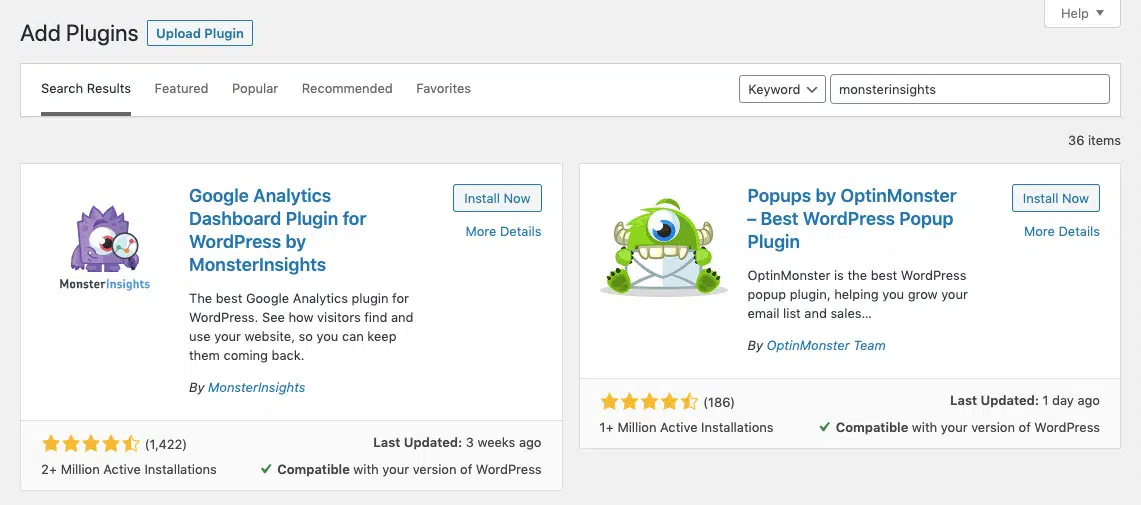 Help
Add Plugins Upload Plugin
Search Results Featured Popular Recommended Favorites Keyword monsterinsights
36 items
Google Analytics
Dashboard Plugin for
WordPress by
MonsterInsights
Install Now
More Details
MonsterInsights
The best Google Analytics plugin for
WordPress. See how visitors find and
use your website, so you can keep
them coming back.
By MonsterInsights
(1,422)
Last Updated: 3 weeks ago
2+ Million Active Installations
Compatible with your version of WordPress
Popups by OptinMonster
– Best WordPress Popup
Plugin
Install Now
More Details
OptinMonster is the best WordPress
popup plugin, helping you grow your
email list and sales...
By OptinMonster Team
(186)
Last Updated: 1 day ago
1+ Million Active Installations
Compatible with your version of WordPress